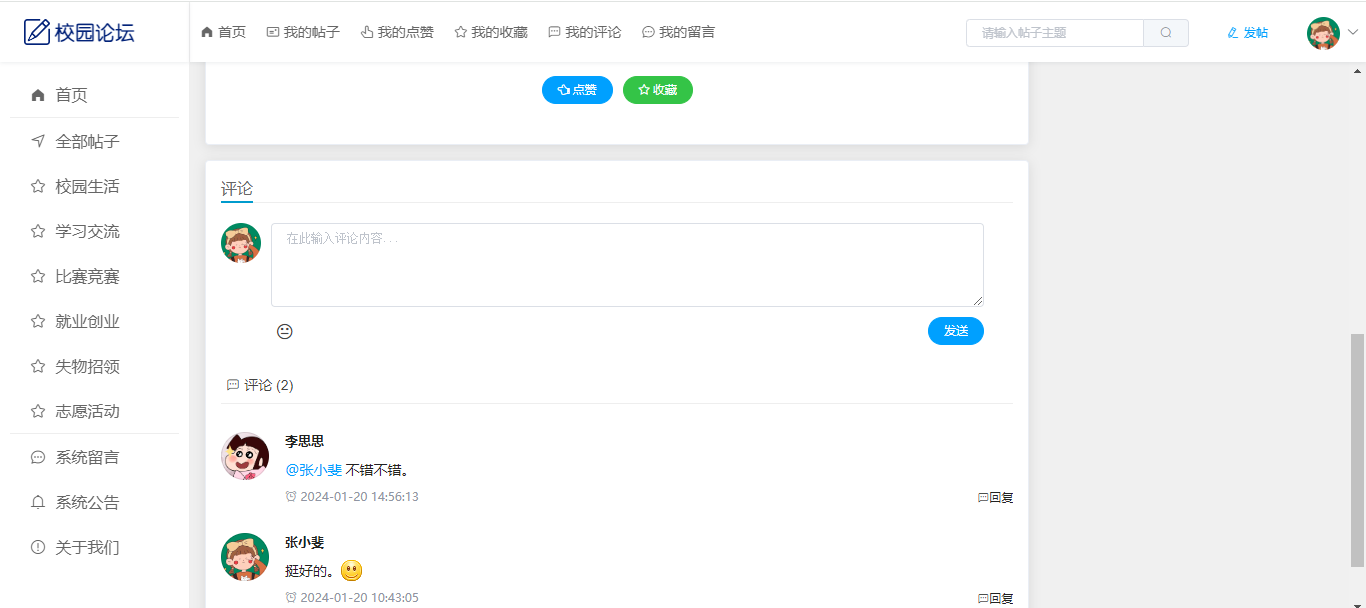 校园论坛
首页 我的帖子 我的点赞 我的收藏 我的评论 我的留言
请输入帖子主题
发帖
首页
全部帖子
校园生活
学习交流
比赛竞赛
就业创业
失物招领
志愿活动
系统留言
系统公告
关于我们
点赞 收藏
评论
在此输入评论内容...
发送
评论 (2)
李思思
@张小斐 不错不错。
2024-01-20 14:56:13 回复
张小斐
挺好的。
2024-01-20 10:43:05 回复